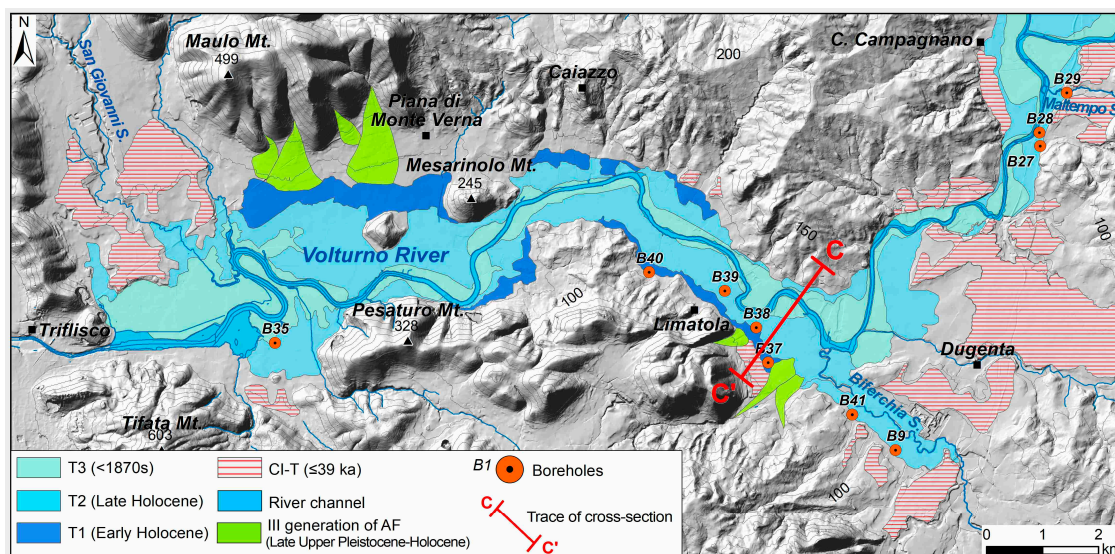 N
San Giovanni S.
Maulo Mt.
499
Piana di
Monte Verna
Caiazzo
200
C. Campagnano
B29
Maltempo S
B28
B27
Mesarinolo Mt.
245
Volturno River
150
C
100
B40
B39
B38
100
Limatola
B37
C'
Triflisco
B35
Pesaturo Mt.
328
Dugenta
Biferchia S.
B41
B9
100
Tifata Mt.
603
T3 (<1870s)
T2 (Late Holocene)
T1 (Early Holocene)
CI-T (≤39 ka)
River channel
III generation of AF
(Late Upper Pleistocene-Holocene)
B1
Boreholes
C
C'
Trace of cross-section
0 1 2
km